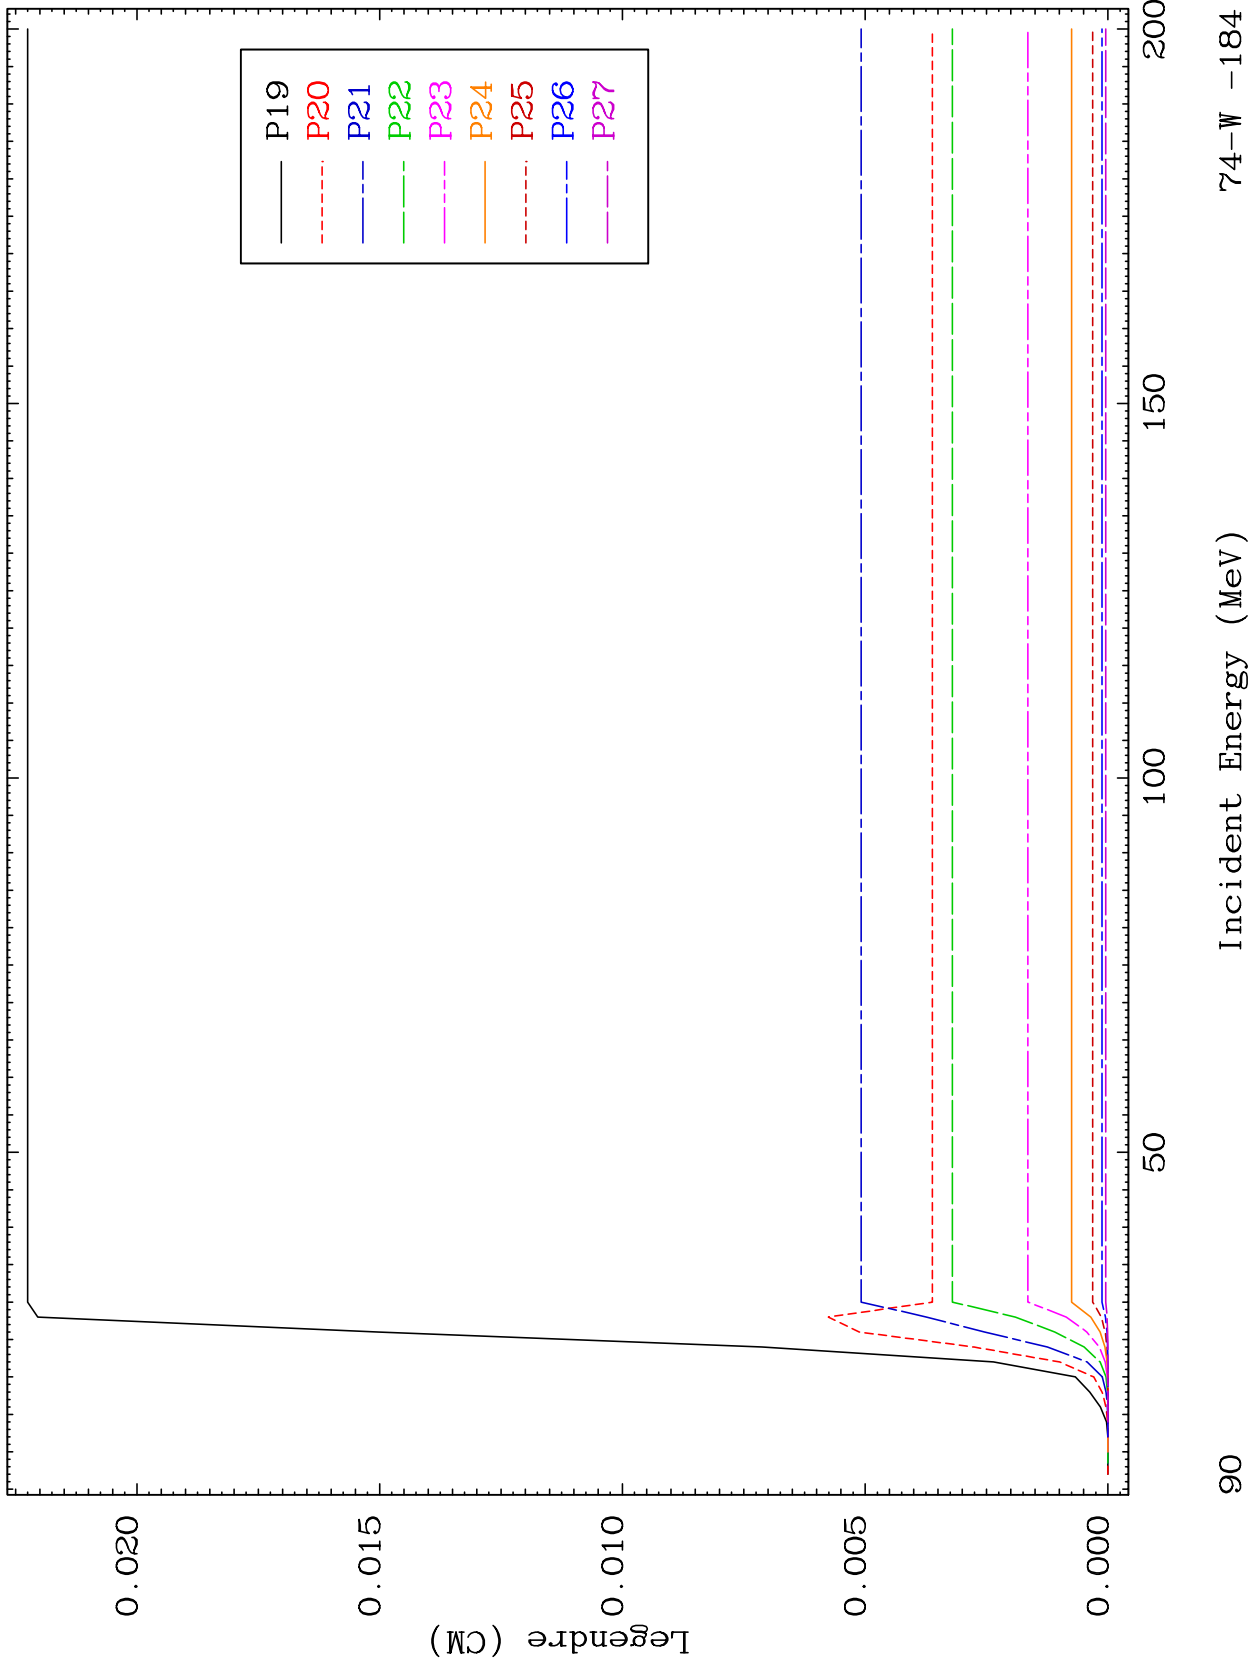 Legendre (CM)
0.020
0.015
0.010
0.005
0.000
P19
P20
P21
P22
P23
P24
P25
P26
P27
50
100
150
200
90
Incident Energy (MeV)
74-W -184